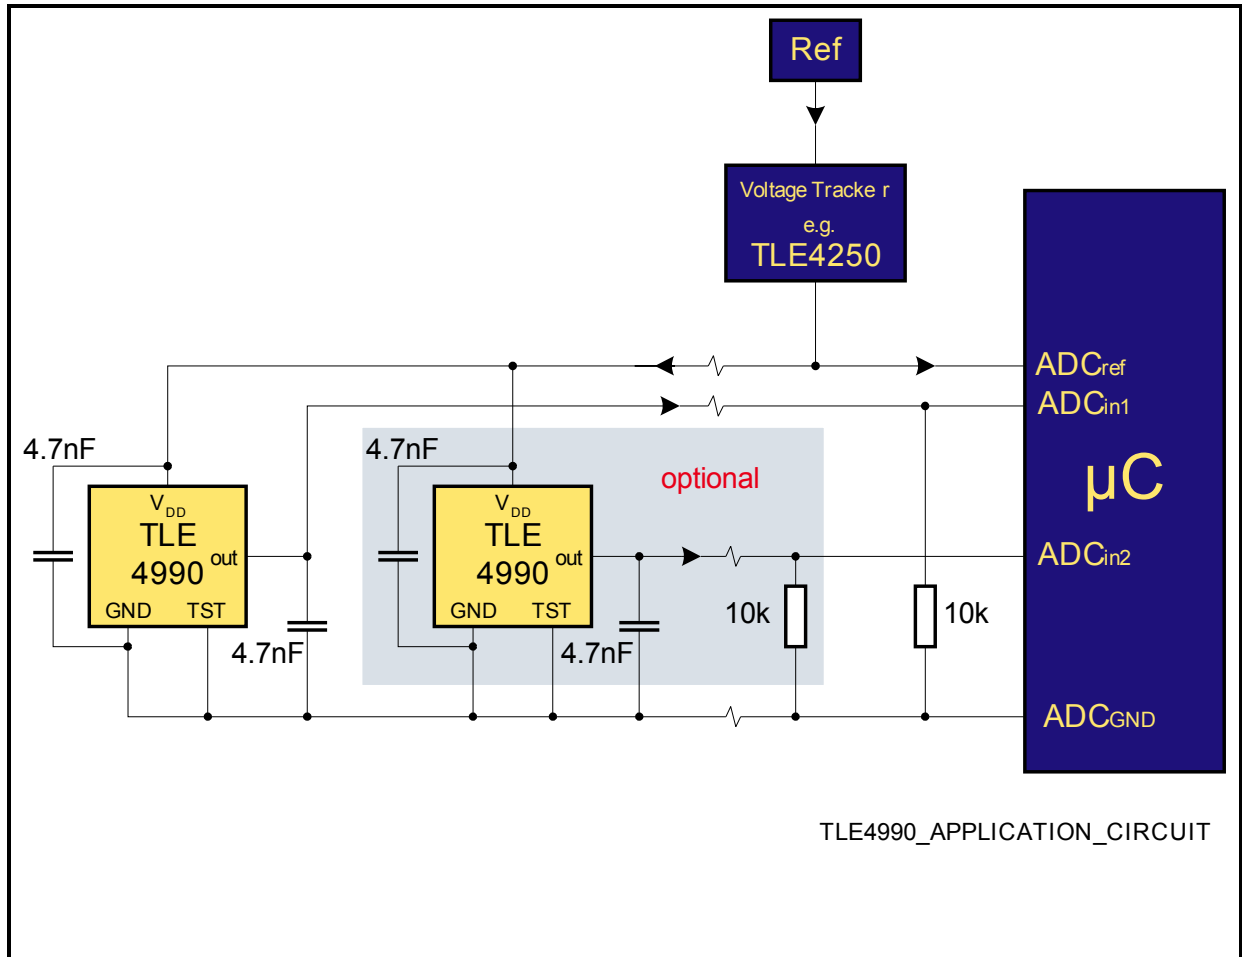 Ref
Voltage Tracke r
e.g.
TLE4250
ADCref
ADCin1
4.7nF
4.7nF
optional
µC
VDD
TLE
4990
out
GND TST
4.7nF
VDD
TLE
4990
out
GND TST
4.7nF
10k
10k
ADCin2
ADCGND
TLE4990_APPLICATION_CIRCUIT